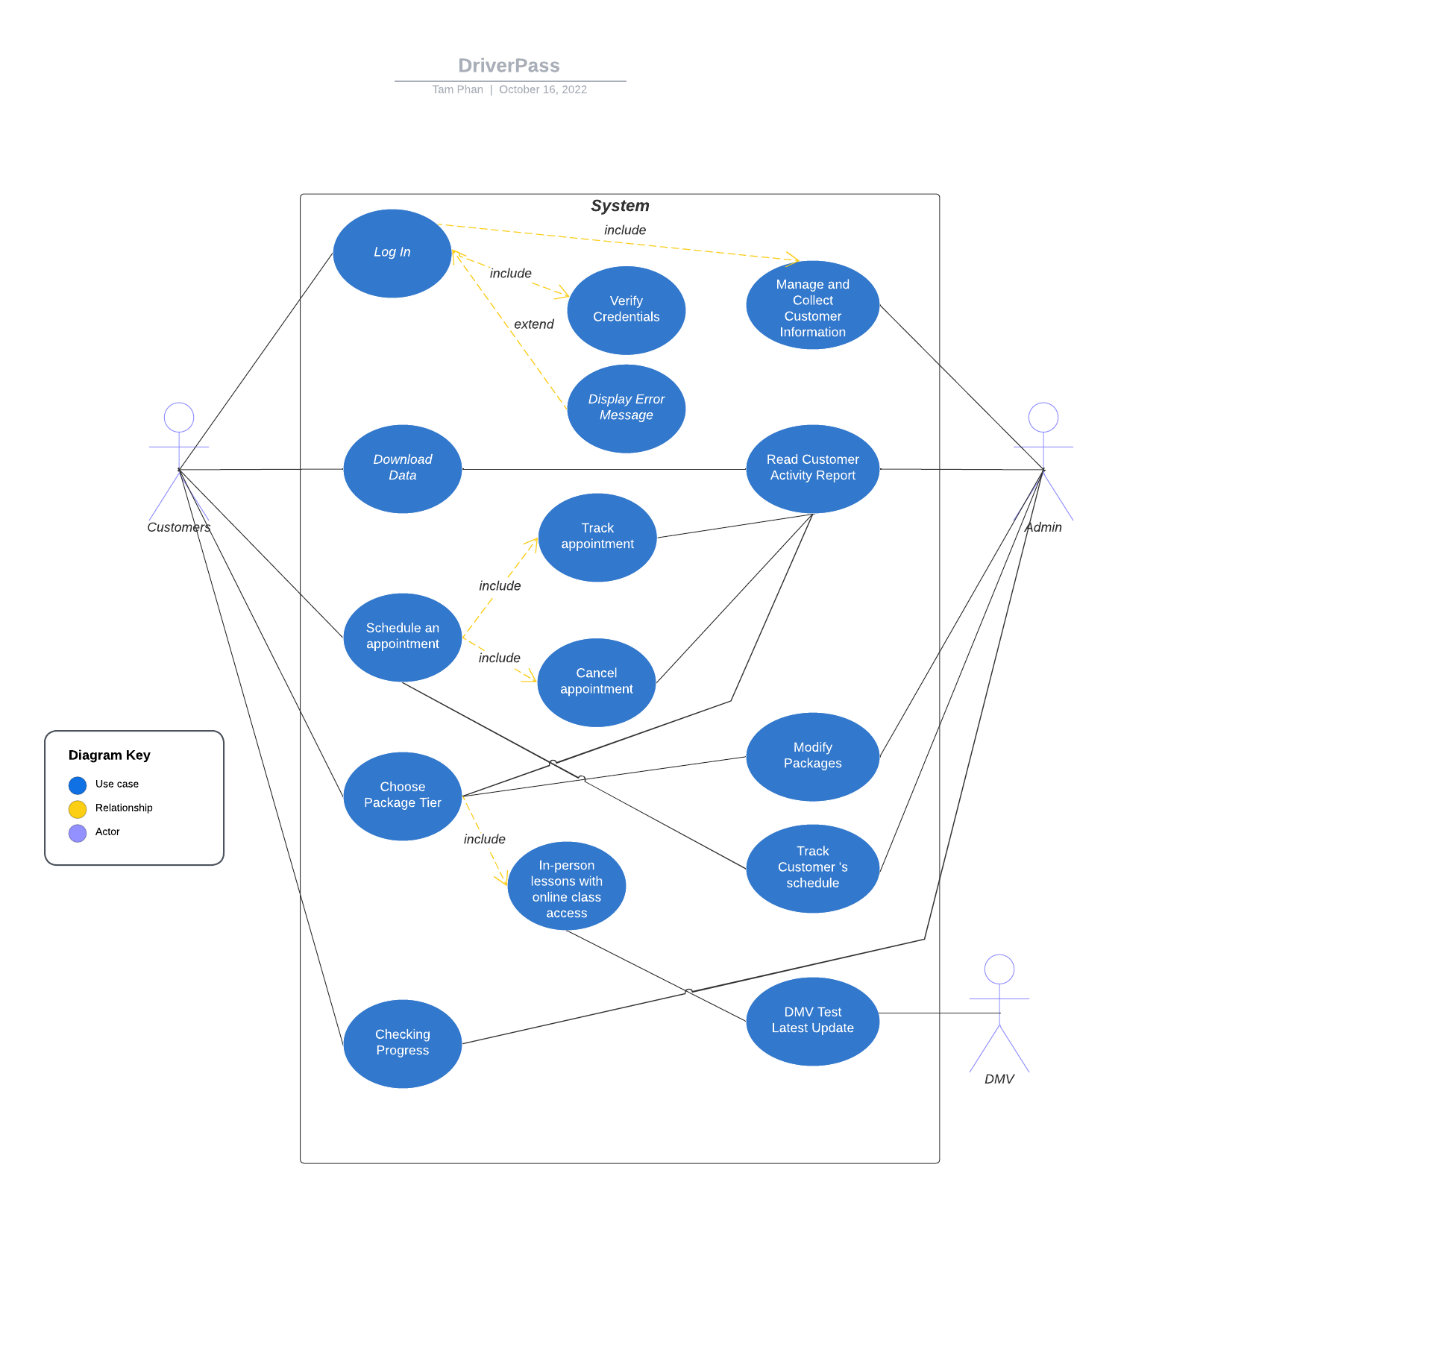 DriverPass
Tam Phan | October 16, 2022
System
include
Log In
include
Verify
Credentials
Manage and
Collect
Customer
Information
extend
Display Error
Message
Download
Data
Read Customer
Activity Report
Customers
Admin
Track
appointment
include
Schedule an
appointment
include
Cancel
appointment
Modify
Packages
Diagram Key
Use case
Relationship
Actor
Choose
Package Tier
include
Track
Customer 's
schedule
In-person
lessons with
online class
access
DMV Test
Latest Update
Checking
Progress
DMV